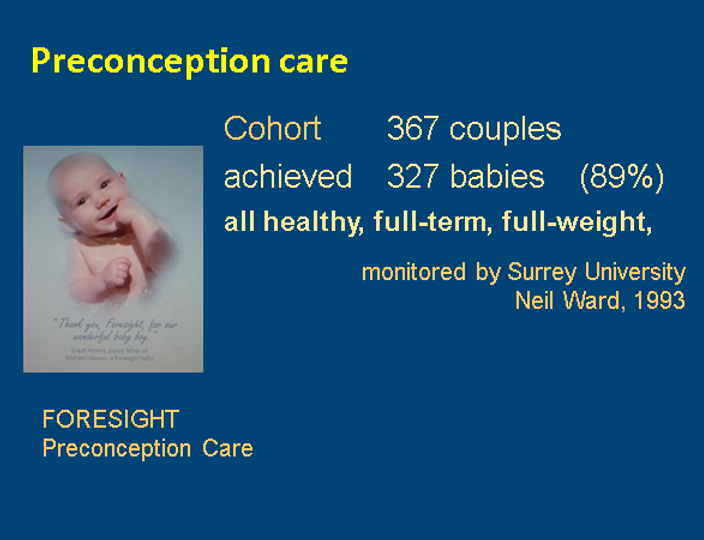 Preconception care
Cohort 367 couples
achieved 327 babies (89%)
all healthy, full-term, full-weight,
monitored by Surrey University
Neil Ward, 1993
"Thank you, Foresight, for our
wonderful baby boy."
FORESIGHT
Preconception Care